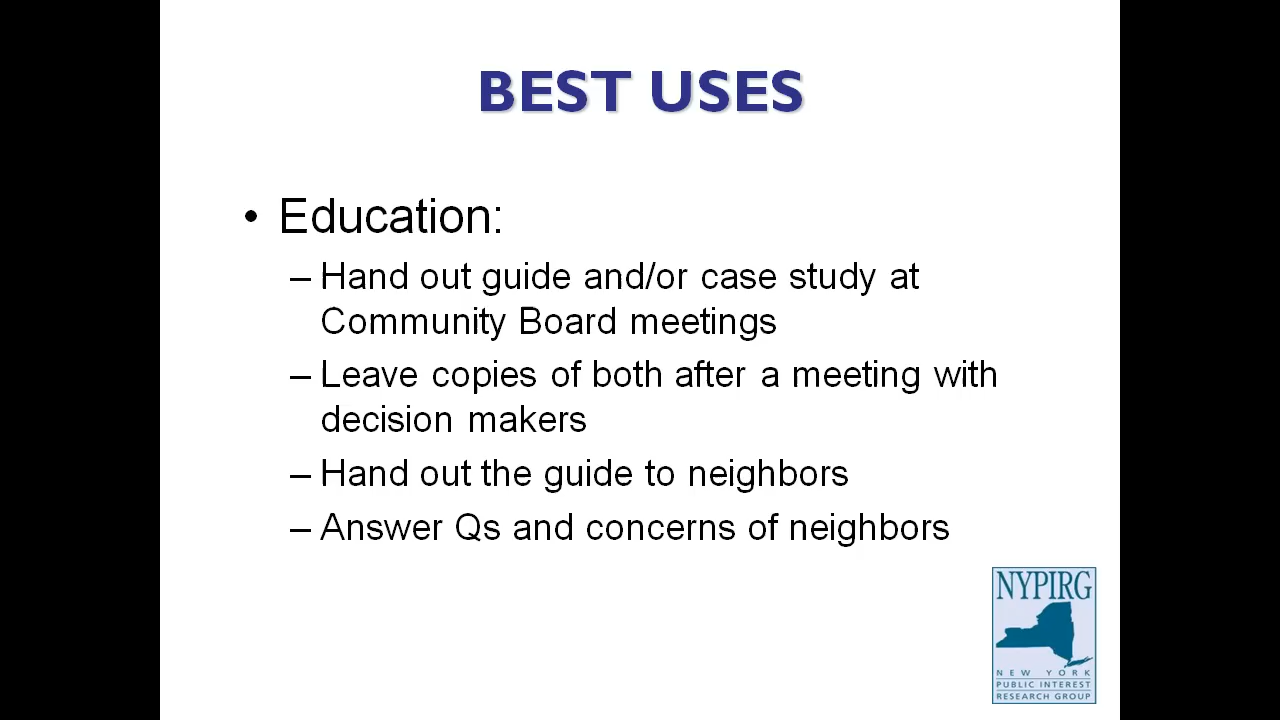 BEST USES
• Education:
– Hand out guide and/or case study at
Community Board meetings
– Leave copies of both after a meeting with
decision makers
– Hand out the guide to neighbors
– Answer Qs and concerns of neighbors
NYPIRG
NEW YORK
PUBLIC INTEREST
RESEARCH GROUP